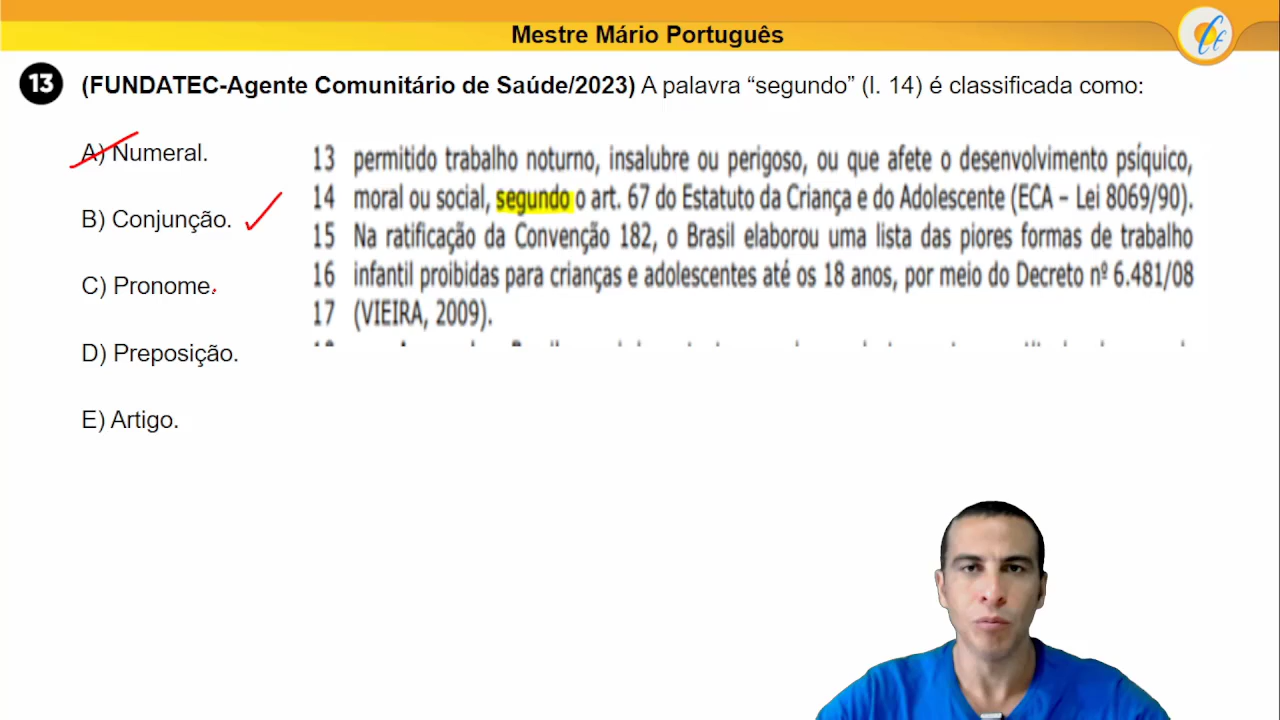 Mestre Mário Português
13 (FUNDATEC-Agente Comunitário de Saúde/2023) A palavra “segundo” (l. 14) é classificada como:
A) Numeral.
B) Conjunção.
C) Pronome.
D) Preposição.
E) Artigo.
13 permitido trabalho noturno, insalubre ou perigoso, ou que afete o desenvolvimento psíquico,
14 moral ou social, segundo o art. 67 do Estatuto da Criança e do Adolescente (ECA – Lei 8069/90).
15 Na ratificação da Convenção 182, o Brasil elaborou uma lista das piores formas de trabalho
16 infantil proibidas para crianças e adolescentes até os 18 anos, por meio do Decreto nº 6.481/08
17 (VIEIRA, 2009).